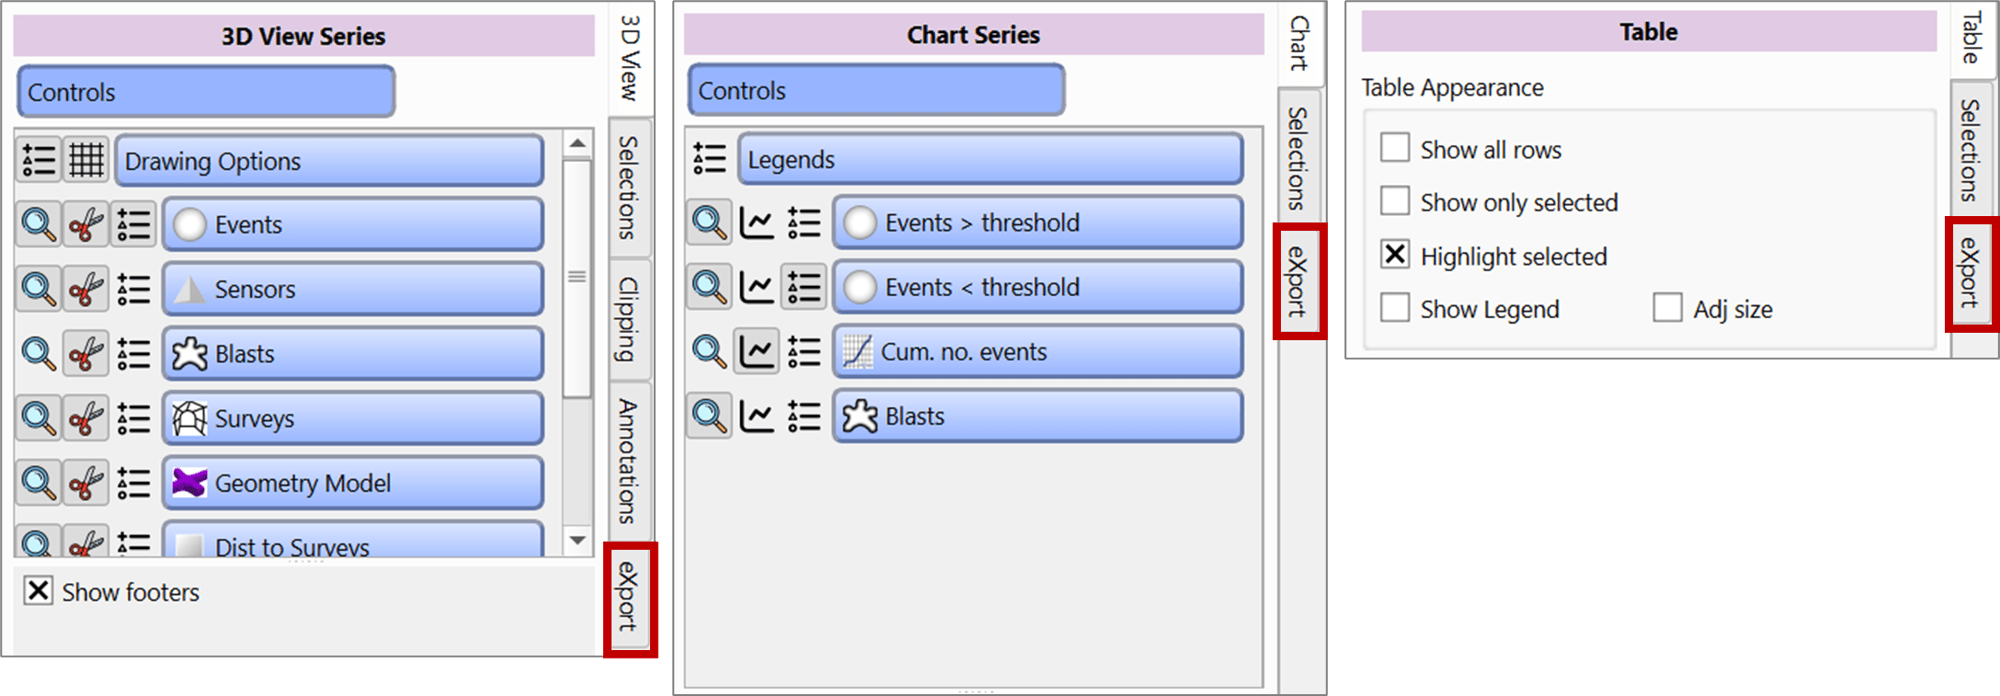 3D View Series
Controls
Drawing Options
Events
Sensors
Blasts
Surveys
Geometry Model
Dist to Surveys
Show footers
3D View
Selections
Clipping
Annotations
eXport
Chart Series
Controls
Legends
Events > threshold
Events < threshold
Cum. no. events
Blasts
Chart
Selections
eXport
Table
Table Appearance
Show all rows
Show only selected
Highlight selected
Show Legend Adj size
Table
Selections
eXport